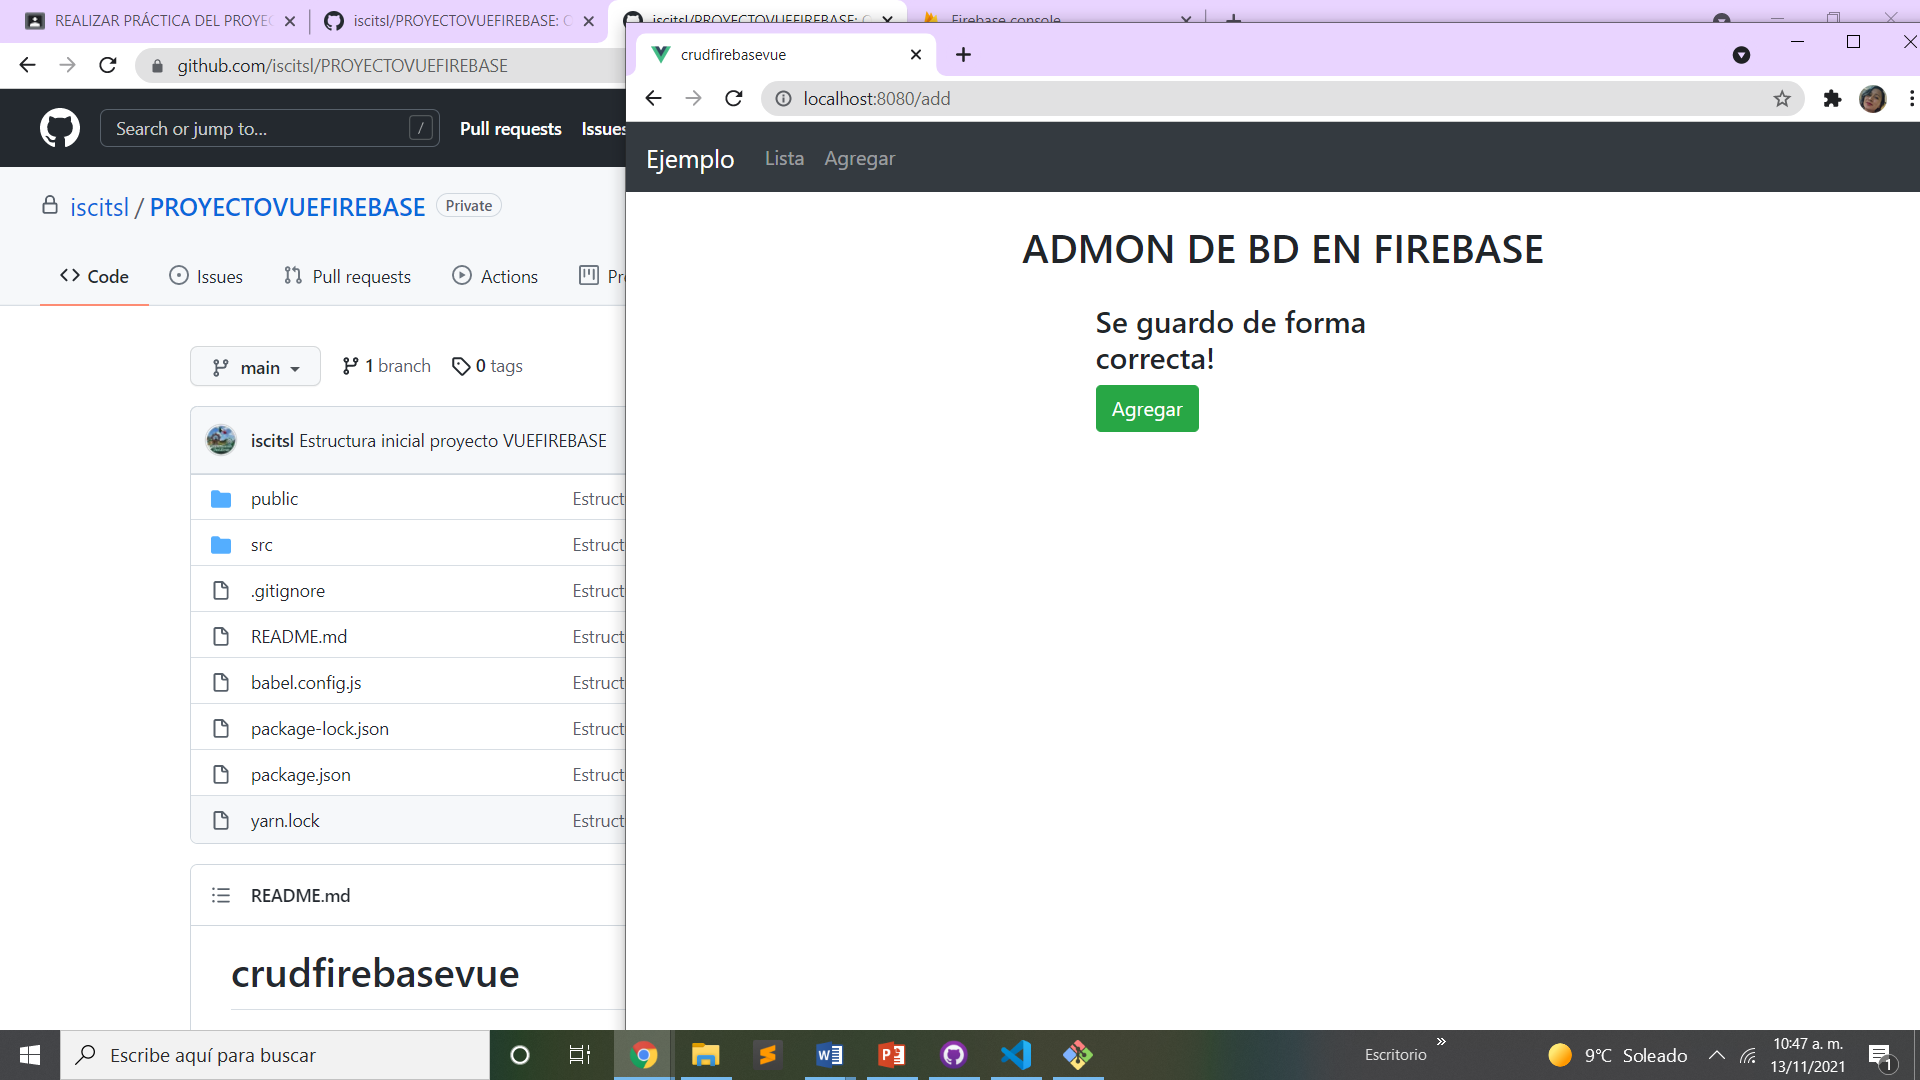 REALIZAR PRÁCTICA DEL PROYEC
iscitsl/PROYECTOVUEFIREBASE: C
iscitsl/PROYECTOVUEFIREBASE: C
Firebase console
github.com/iscitsl/PROYECTOVUEFIREBASE
Search or jump to...
/
Pull requests
Issues
iscitsl / PROYECTOVUEFIREBASE
Private
Code
Issues
Pull requests
Actions
Pr
main
1 branch
0 tags
iscitsl Estructura inicial proyecto VUEFIREBASE
public
Estruct
src
Estruct
.gitignore
Estruct
README.md
Estruct
babel.config.js
Estruct
package-lock.json
Estruct
package.json
Estruct
yarn.lock
Estruct
README.md
crudfirebasevue
crudfirebasevue
localhost:8080/add
Ejemplo
Lista
Agregar
ADMON DE BD EN FIREBASE
Se guardo de forma
correcta!
Agregar
Escribe aquí para buscar
Escritorio
»
9°C Soleado
10:47 a. m.
13/11/2021
1